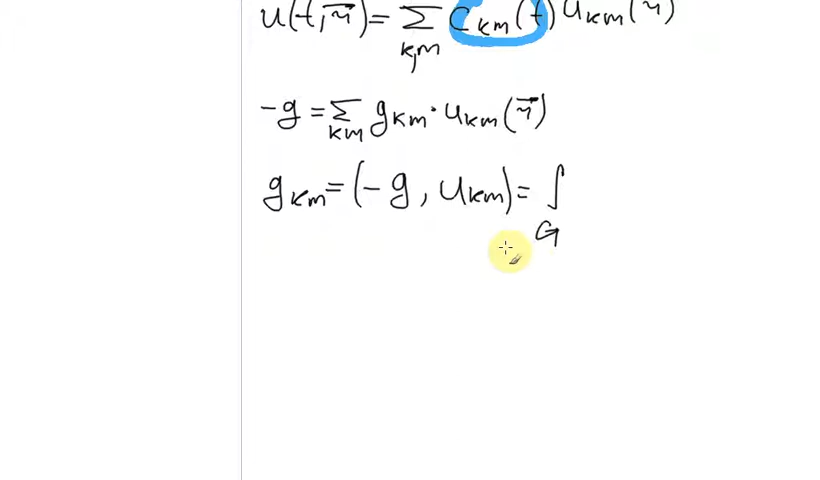 u(t,r⃗)= Σ_{k,m} C_{km}(t) u_{km}(r⃗)
-g = Σ_{km} g_{km} · u_{km}(r⃗)
g_{km} = (-g, u_{km}) = ∫_G